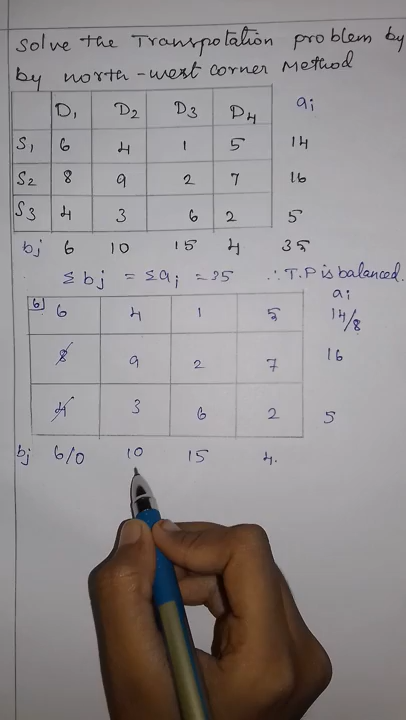 Solve the Transpotation problem by
by north-west corner Method
D1 D2 D3 D4 ai
S1 6 4 1 5 14
S2 8 9 2 7 16
S3 4 3 6 2 5
bj 6 10 15 4 35
Σbj = Σai = 35 ∴ T.P is balanced.
ai
6 6 4 1 5 14/8
8 9 2 7 16
4 3 6 2 5
bj 6/0 10 15 4.